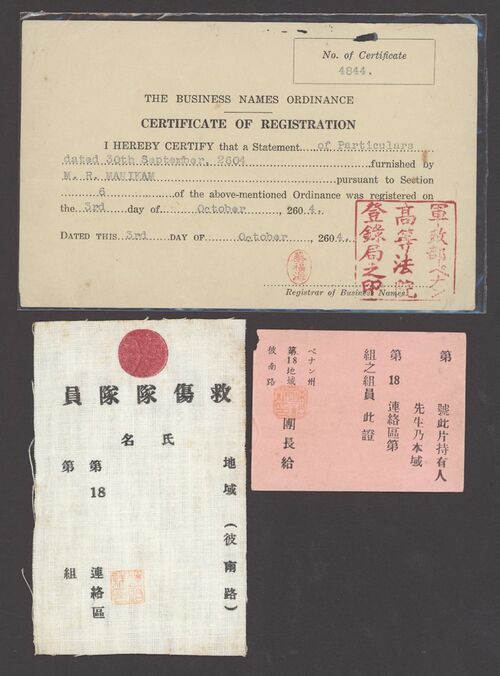 No. of Certificate
4844.
THE BUSINESS NAMES ORDINANCE
CERTIFICATE OF REGISTRATION
I HEREBY CERTIFY that a Statement of Particulars
dated 30th September, 2604 furnished by
M. R. MANIKAM pursuant to Section
6 of the above-mentioned Ordinance was registered on
the 3rd day of October, 2604.
DATED THIS 3rd DAY OF October, 2604.
軍政部ペナン
高等法院
登錄局之印
Registrar of Business Names
救傷隊隊員
氏名
地域(彼南路)
第18連絡區
第 組
第 號此片持有人
先生乃本域
第18連絡區第
組之組員 此證
ペナン州
第18地域 團長給
彼南路